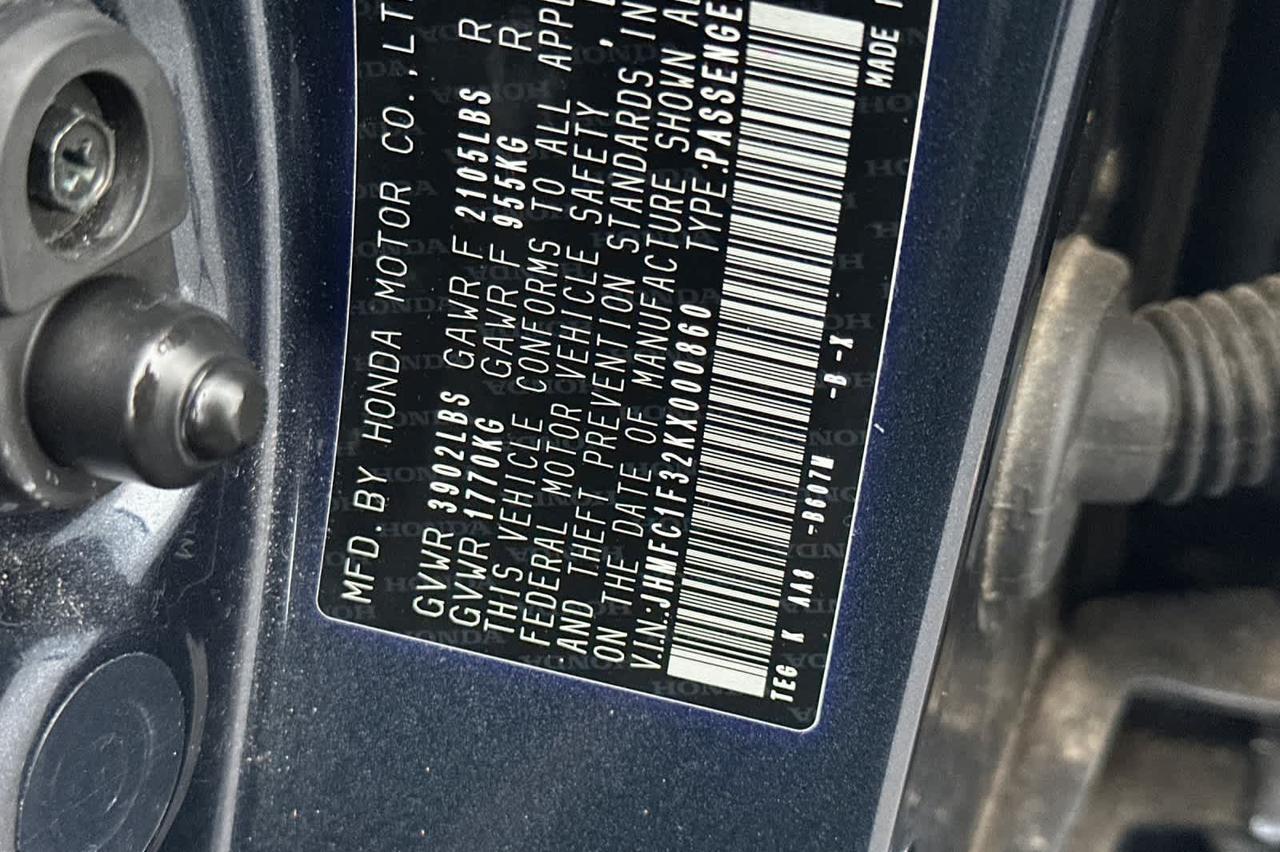 MFD. BY HONDA MOTOR CO., LT
GVWR 3902LBS GAWR F 2105LBS R
GVWR 1770KG GAWR F 955KG R
THIS VEHICLE CONFORMS TO ALL APPL
FEDERAL MOTOR VEHICLE SAFETY
AND THEFT PREVENTION STANDARDS IN
ON THE DATE OF MANUFACTURE SHOWN A
VIN:JHMFC1F32KX000860 TYPE:PASSENGE
TEG K AA8 -B607M -B -X MADE I